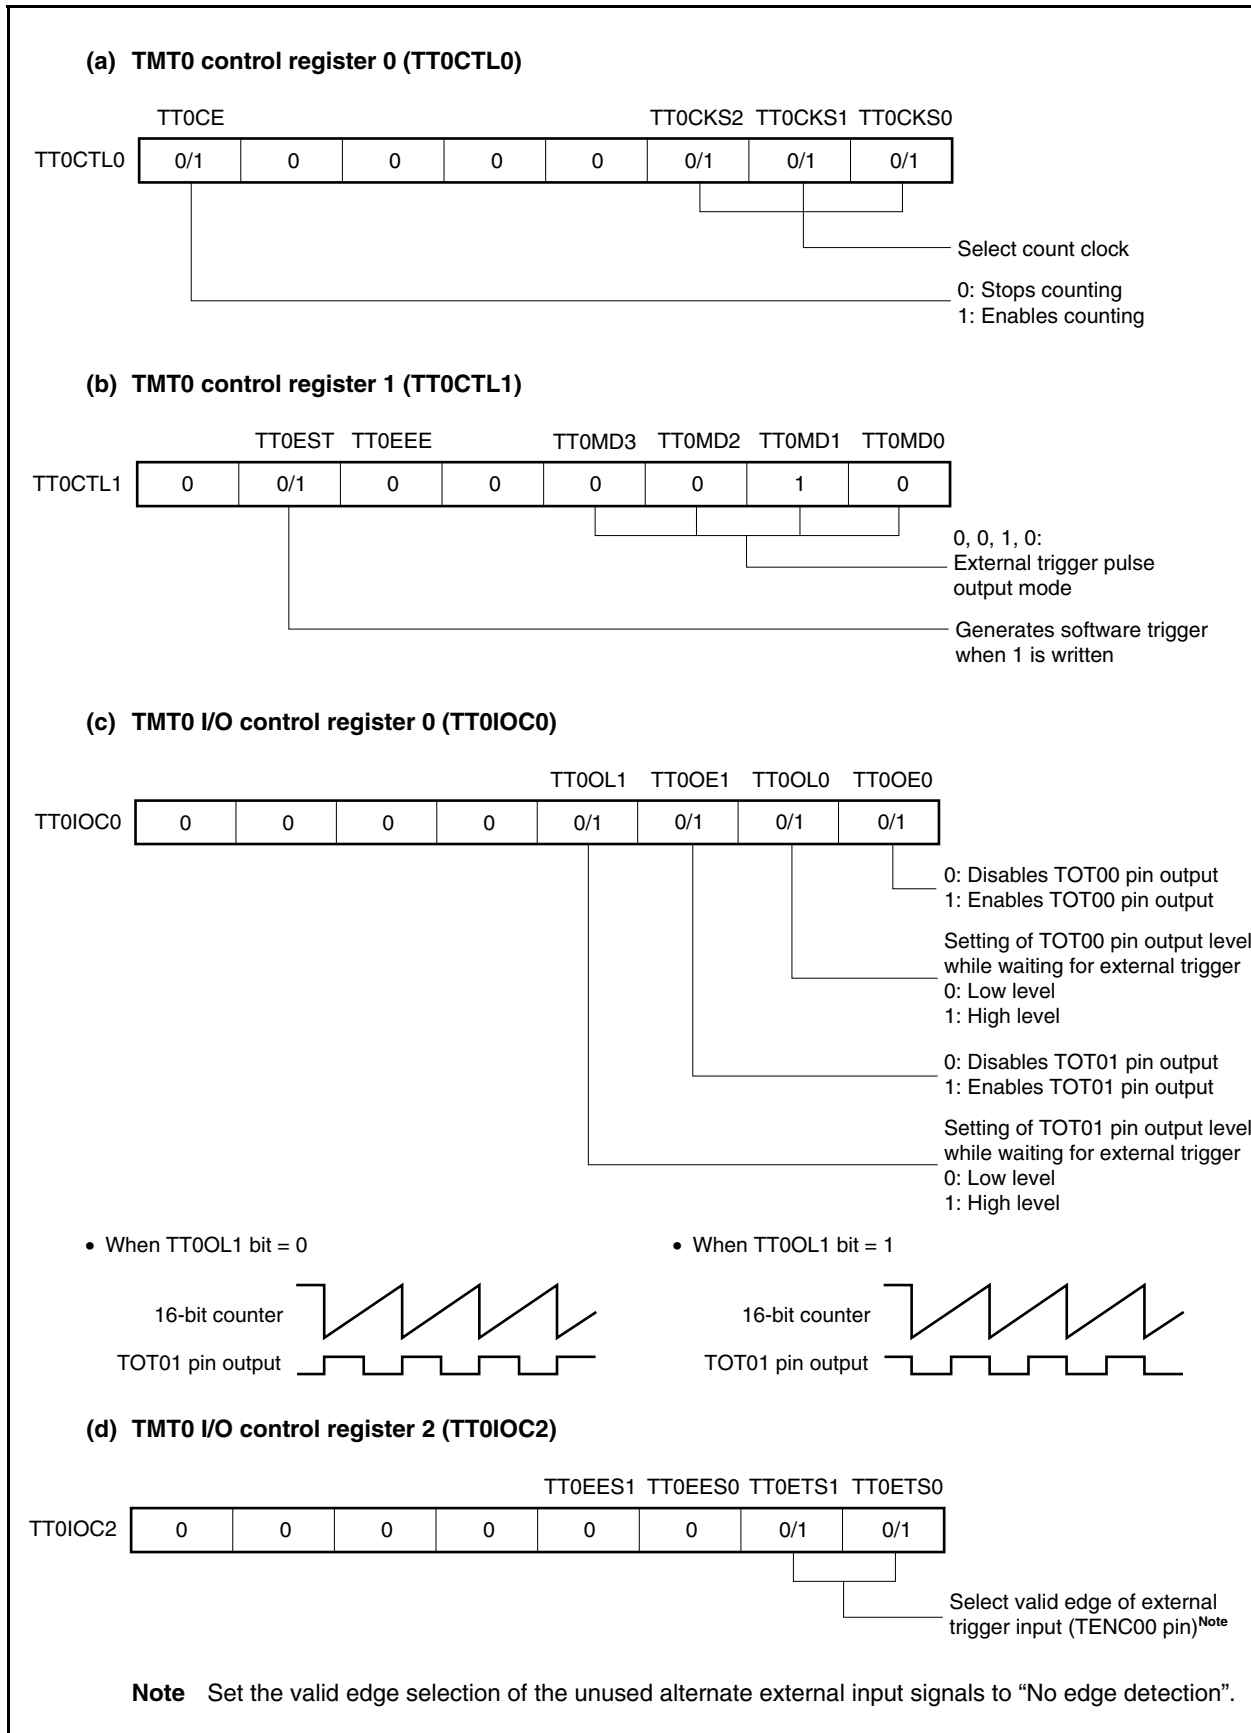 (a) TMT0 control register 0 (TT0CTL0)
TT0CE TT0CKS2 TT0CKS1 TT0CKS0
TT0CTL0 0/1 0 0 0 0 0/1 0/1 0/1
Select count clock
0: Stops counting
1: Enables counting
(b) TMT0 control register 1 (TT0CTL1)
TT0EST TT0EEE TT0MD3 TT0MD2 TT0MD1 TT0MD0
TT0CTL1 0 0/1 0 0 0 0 1 0
0, 0, 1, 0:
External trigger pulse
output mode
Generates software trigger
when 1 is written
(c) TMT0 I/O control register 0 (TT0IOC0)
TT0OL1 TT0OE1 TT0OL0 TT0OE0
TT0IOC0 0 0 0 0 0/1 0/1 0/1 0/1
0: Disables TOT00 pin output
1: Enables TOT00 pin output
Setting of TOT00 pin output level
while waiting for external trigger
0: Low level
1: High level
0: Disables TOT01 pin output
1: Enables TOT01 pin output
Setting of TOT01 pin output level
while waiting for external trigger
0: Low level
1: High level
• When TT0OL1 bit = 0
16-bit counter
TOT01 pin output
• When TT0OL1 bit = 1
16-bit counter
TOT01 pin output
(d) TMT0 I/O control register 2 (TT0IOC2)
TT0EES1 TT0EES0 TT0ETS1 TT0ETS0
TT0IOC2 0 0 0 0 0 0 0/1 0/1
Select valid edge of external
trigger input (TENC00 pin)Note
Note Set the valid edge selection of the unused alternate external input signals to “No edge detection”.